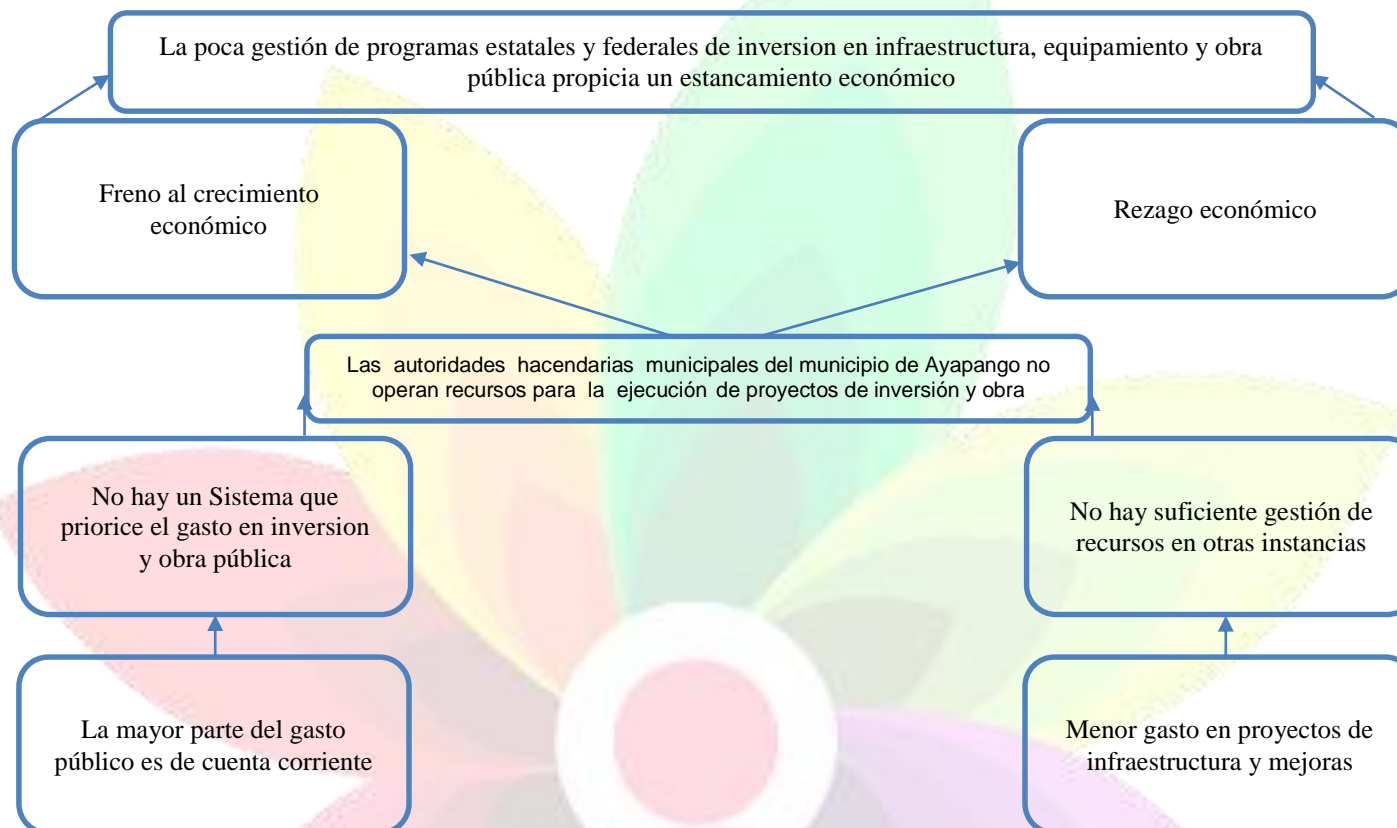 La poca gestión de programas estatales y federales de inversion en infraestructura, equipamiento y obra
pública propicia un estancamiento económico
Freno al crecimiento
económico
Rezago económico
Las autoridades hacendarias municipales del municipio de Ayapango no
operan recursos para la ejecución de proyectos de inversión y obra
No hay un Sistema que
priorice el gasto en inversion
y obra pública
No hay suficiente gestión de
recursos en otras instancias
La mayor parte del gasto
público es de cuenta corriente
Menor gasto en proyectos de
infraestructura y mejoras